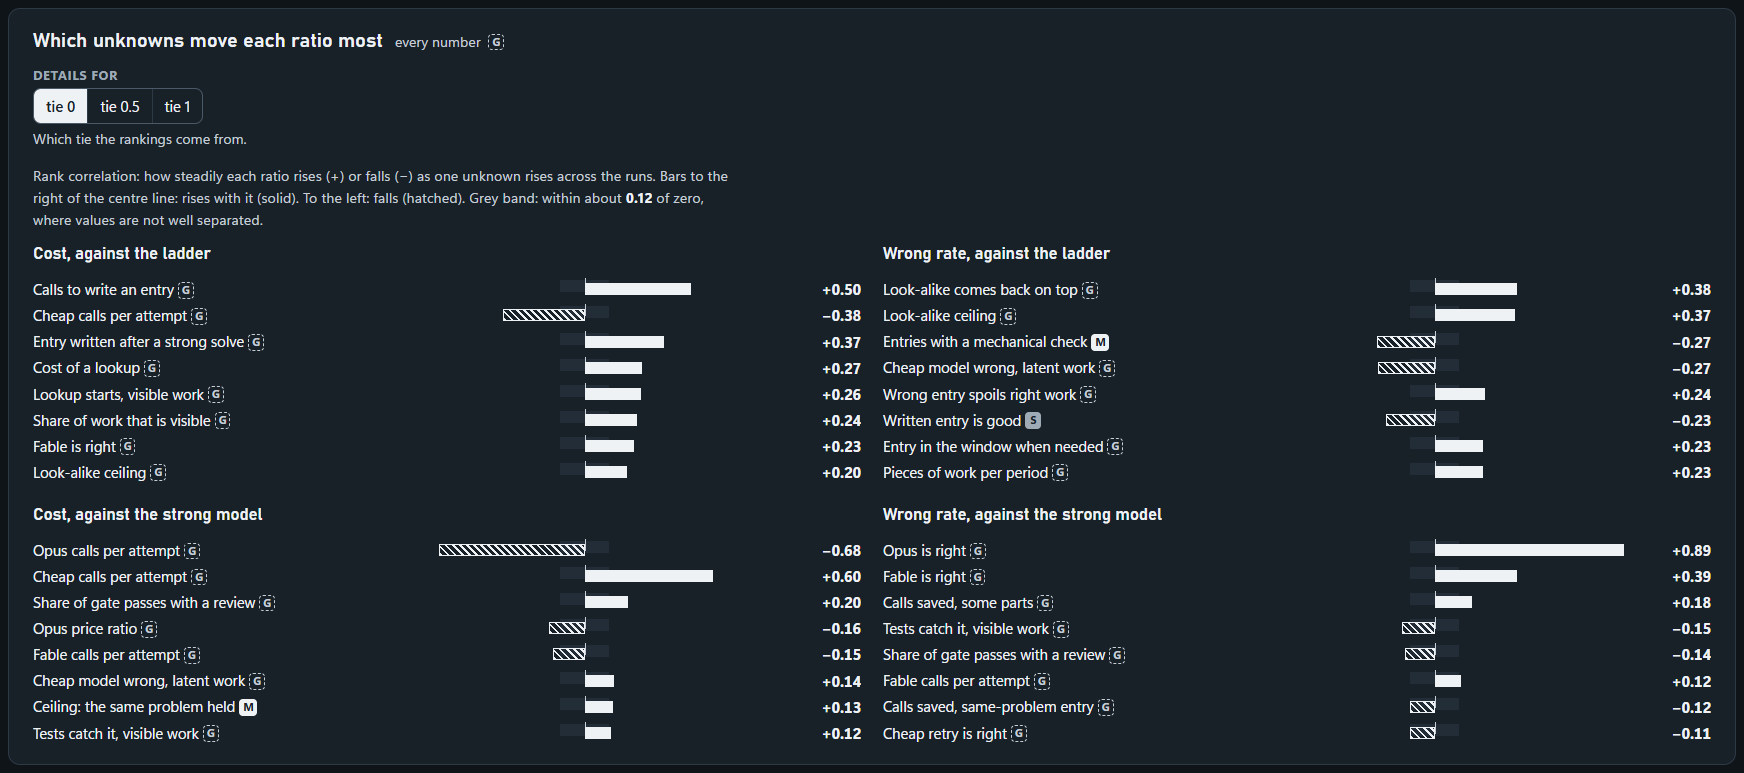 Which unknowns move each ratio most every number G
DETAILS FOR
tie 0 tie 0.5 tie 1
Which tie the rankings come from.
Rank correlation: how steadily each ratio rises (+) or falls (−) as one unknown rises across the runs. Bars to the
right of the centre line: rises with it (solid). To the left: falls (hatched). Grey band: within about 0.12 of zero,
where values are not well separated.
Cost, against the ladder
Calls to write an entry G +0.50
Cheap calls per attempt G −0.38
Entry written after a strong solve G +0.37
Cost of a lookup G +0.27
Lookup starts, visible work G +0.26
Share of work that is visible G +0.24
Fable is right G +0.23
Look-alike ceiling G +0.20
Wrong rate, against the ladder
Look-alike comes back on top G +0.38
Look-alike ceiling G +0.37
Entries with a mechanical check M −0.27
Cheap model wrong, latent work G −0.27
Wrong entry spoils right work G +0.24
Written entry is good S −0.23
Entry in the window when needed G +0.23
Pieces of work per period G +0.23
Cost, against the strong model
Opus calls per attempt G −0.68
Cheap calls per attempt G +0.60
Share of gate passes with a review G +0.20
Opus price ratio G −0.16
Fable calls per attempt G −0.15
Cheap model wrong, latent work G +0.14
Ceiling: the same problem held M +0.13
Tests catch it, visible work G +0.12
Wrong rate, against the strong model
Opus is right G +0.89
Fable is right G +0.39
Calls saved, some parts G +0.18
Tests catch it, visible work G −0.15
Share of gate passes with a review G −0.14
Fable calls per attempt G +0.12
Calls saved, same-problem entry G −0.12
Cheap retry is right G −0.11